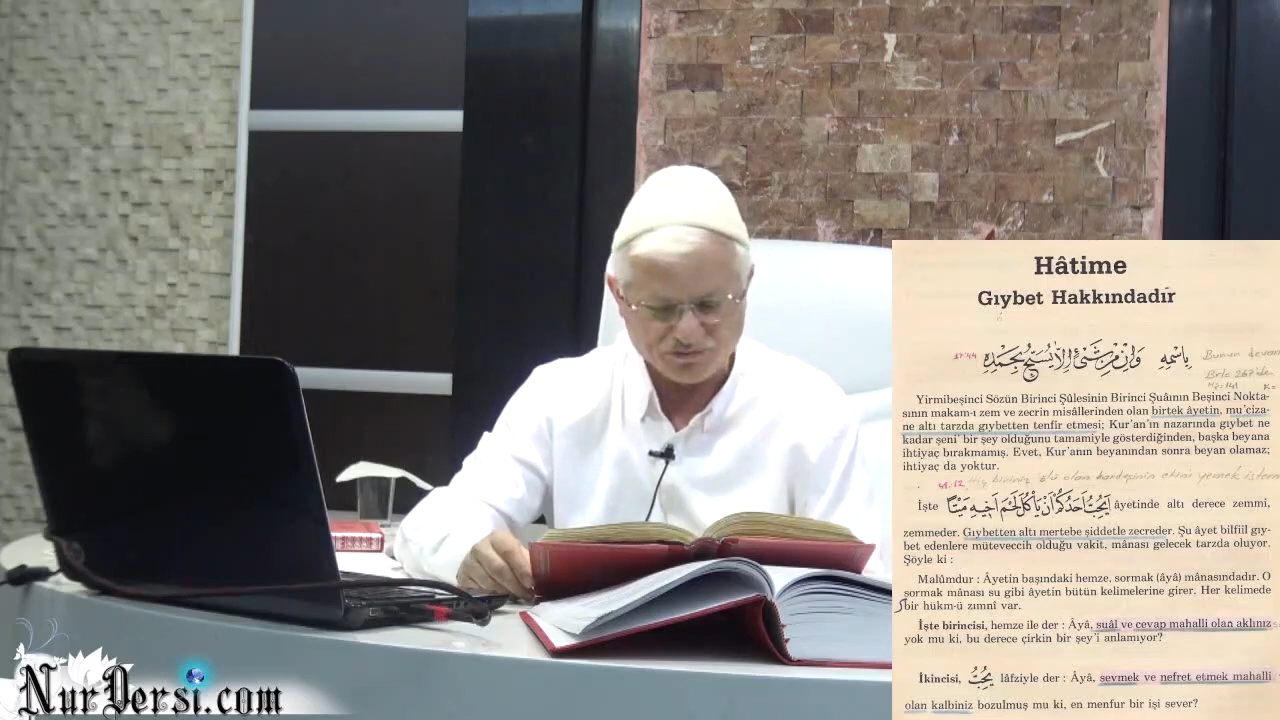 Hâtime
Gıybet Hakkındadır
17:44 بِاسْمِهِ وَاِنْ مِنْ شَىْءٍ اِلَّا يُسَبِّحُ بِحَمْدِهِ Bunun
Yirmibeşinci Sözün Birinci Şûlesinin Birinci Şuâının Beşinci Nokta-
sının makam-ı zem ve zecrin misâllerinden olan birtek âyetin, mu'ciza-
ne altı tarzda gıybetten tenfir etmesi; Kur'an'ın nazarında gıybet ne
kadar şeni' bir şey olduğunu tamamiyle gösterdiğinden, başka beyana
ihtiyaç bırakmamış. Evet, Kur'anın beyanından sonra beyan olamaz;
ihtiyaç da yoktur.
İşte اَيُحِبُّ اَحَدُكُمْ اَنْ يَاْكُلَ لَحْمَ اَخِيهِ مَيْتًا âyetinde altı derece zemmi,
zemmeder. Gıybetten altı mertebe şiddetle zecreder. Şu âyet bilfiil gıy-
bet edenlere müteveccih olduğu vakit, mânası gelecek tarzda oluyor.
Şöyle ki :
Malûmdur : Âyetin başındaki hemze, sormak (âyâ) mânasındadır. O
sormak mânası su gibi âyetin bütün kelimelerine girer. Her kelimede
bir hükm-ü zımnî var.
İşte birincisi, hemze ile der : Âyâ, suâl ve cevap mahalli olan aklınız
yok mu ki, bu derece çirkin bir şey'i anlamıyor?
İkincisi, يُحِبُّ lâfziyle der : Âyâ, sevmek ve nefret etmek mahalli
olan kalbiniz bozulmuş mu ki, en menfur bir işi sever?
NurDersi.com